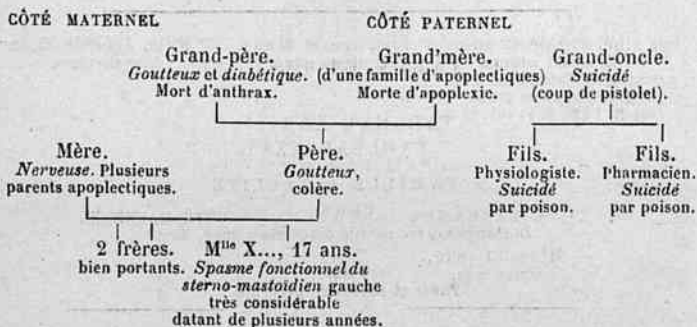 CÔTÉ MATERNEL
CÔTÉ PATERNEL
Grand-père.
Goutteux et diabétique.
Mort d'anthrax.
Grand'mère.
(d'une famille d'apoplectiques)
Morte d'apoplexie.
Grand-oncle.
Suicidé
(coup de pistolet).
Mère.
Nerveuse. Plusieurs
parents apoplectiques.
Père.
Goutteux,
colère.
Fils.
Physiologiste.
Suicidé
par poison.
Fils.
Pharmacien.
Suicidé
par poison.
2 frères.
bien portants.
Mlle X..., 17 ans.
Spasme fonctionnel du
sterno-mastoïdien gauche
très considérable
datant de plusieurs années.